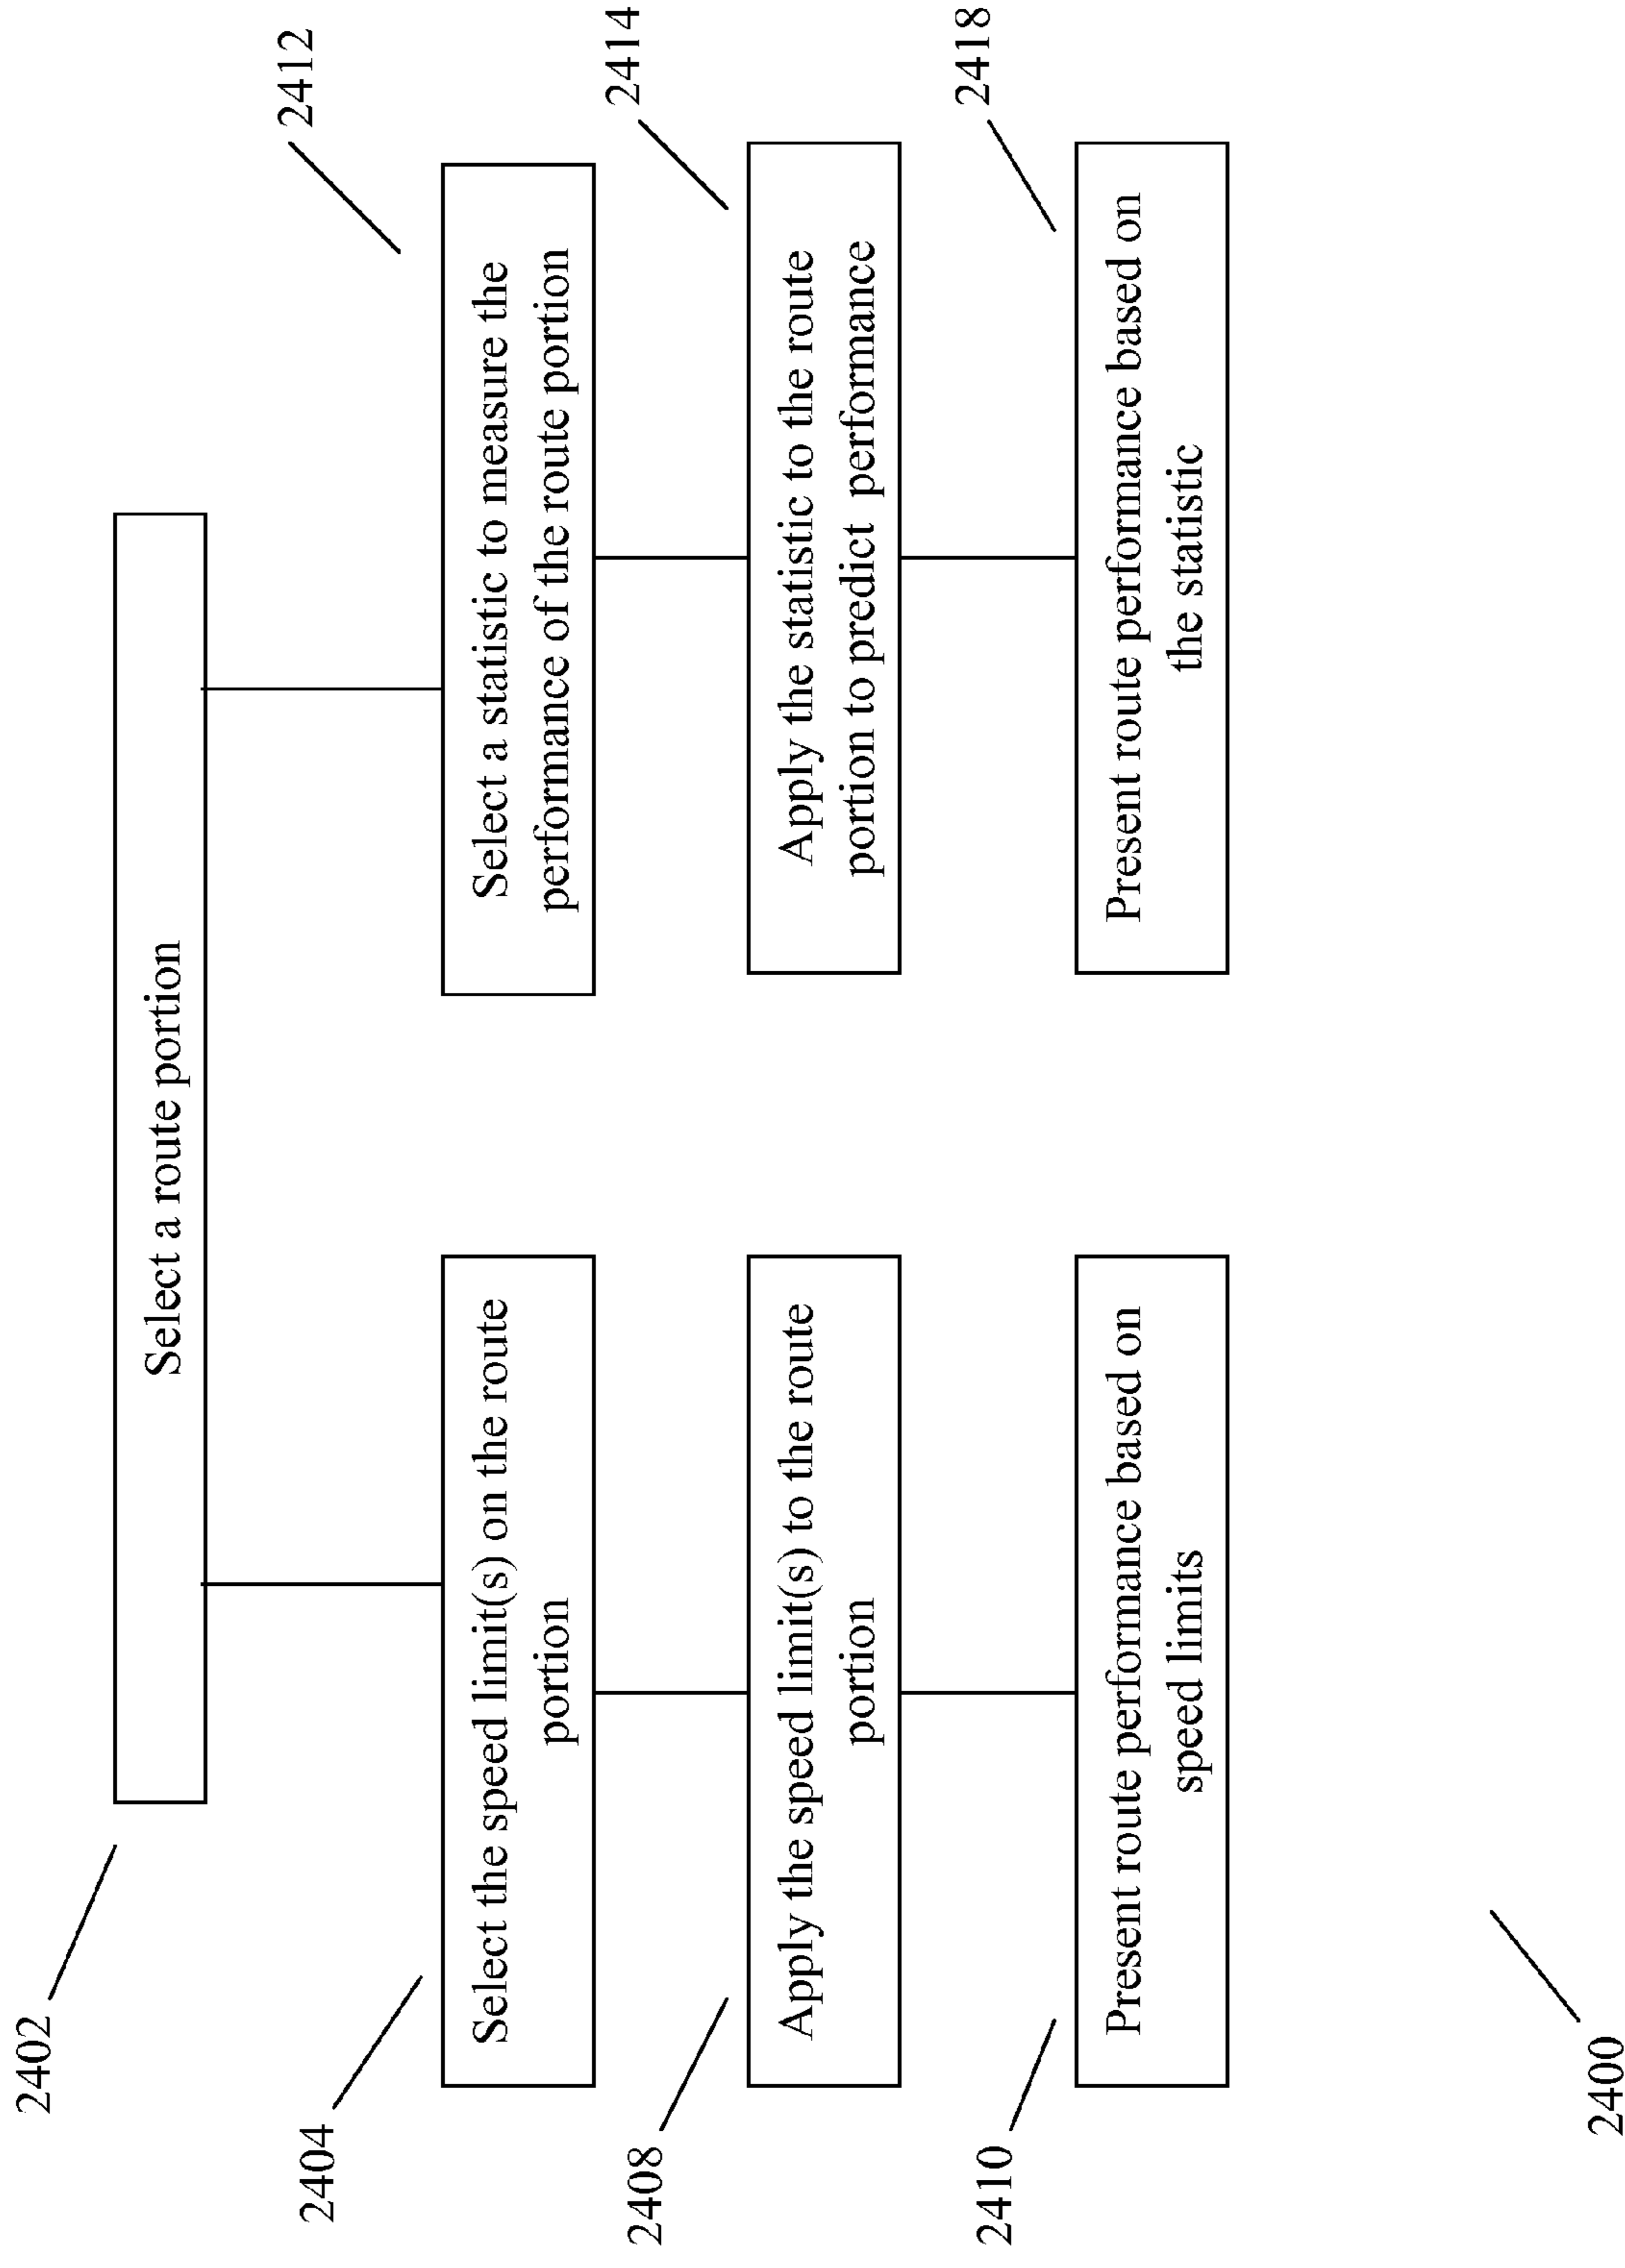 2402
Select a route portion
2404
Select the speed limit(s) on the route
portion
2408
Apply the speed limit(s) to the route
portion
2410
Present route performance based on
speed limits
2412
Select a statistic to measure the
performance of the route portion
2414
Apply the statistic to the route
portion to predict performance
2418
Present route performance based on
the statistic
2400